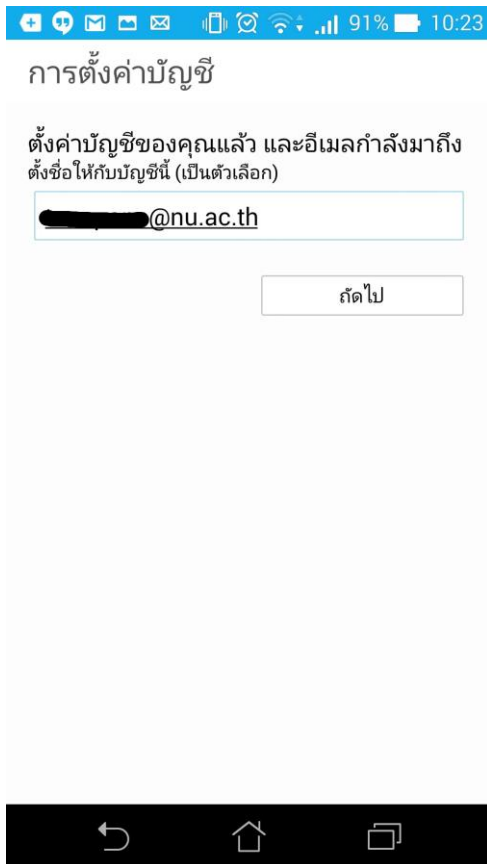 91% 10:23
การตั้งค่าบัญชี
ตั้งค่าบัญชีของคุณแล้ว และอีเมลกำลังมาถึง
ตั้งชื่อให้กับบัญชีนี้ (เป็นตัวเลือก)
@nu.ac.th
ถัดไป